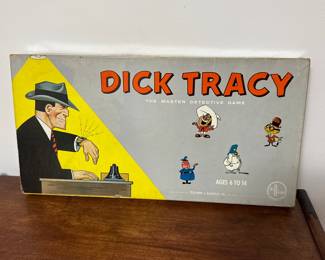 DICK TRACY
THE MASTER DETECTIVE GAME
AGES 6 TO 14